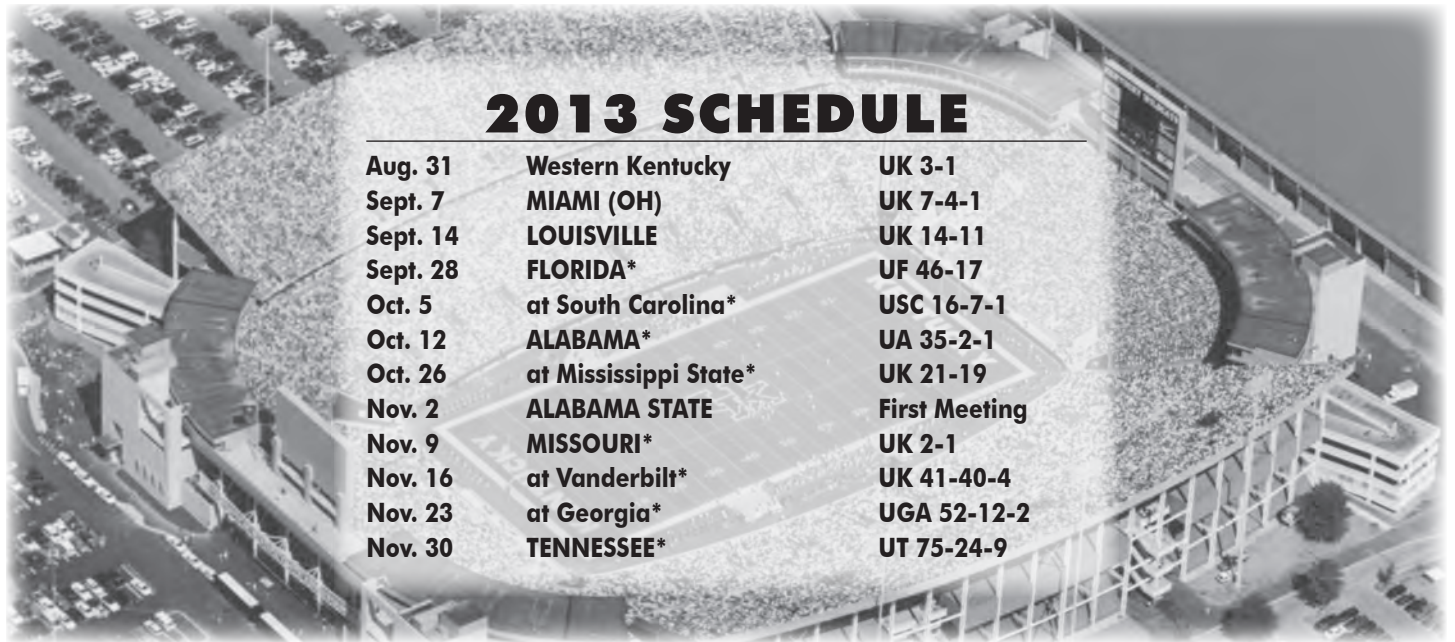 2013 SCHEDULE
Aug. 31 Western Kentucky UK 3-1
Sept. 7 MIAMI (OH) UK 7-4-1
Sept. 14 LOUISVILLE UK 14-11
Sept. 28 FLORIDA* UF 46-17
Oct. 5 at South Carolina* USC 16-7-1
Oct. 12 ALABAMA* UA 35-2-1
Oct. 26 at Mississippi State* UK 21-19
Nov. 2 ALABAMA STATE First Meeting
Nov. 9 MISSOURI* UK 2-1
Nov. 16 at Vanderbilt* UK 41-40-4
Nov. 23 at Georgia* UGA 52-12-2
Nov. 30 TENNESSEE* UT 75-24-9